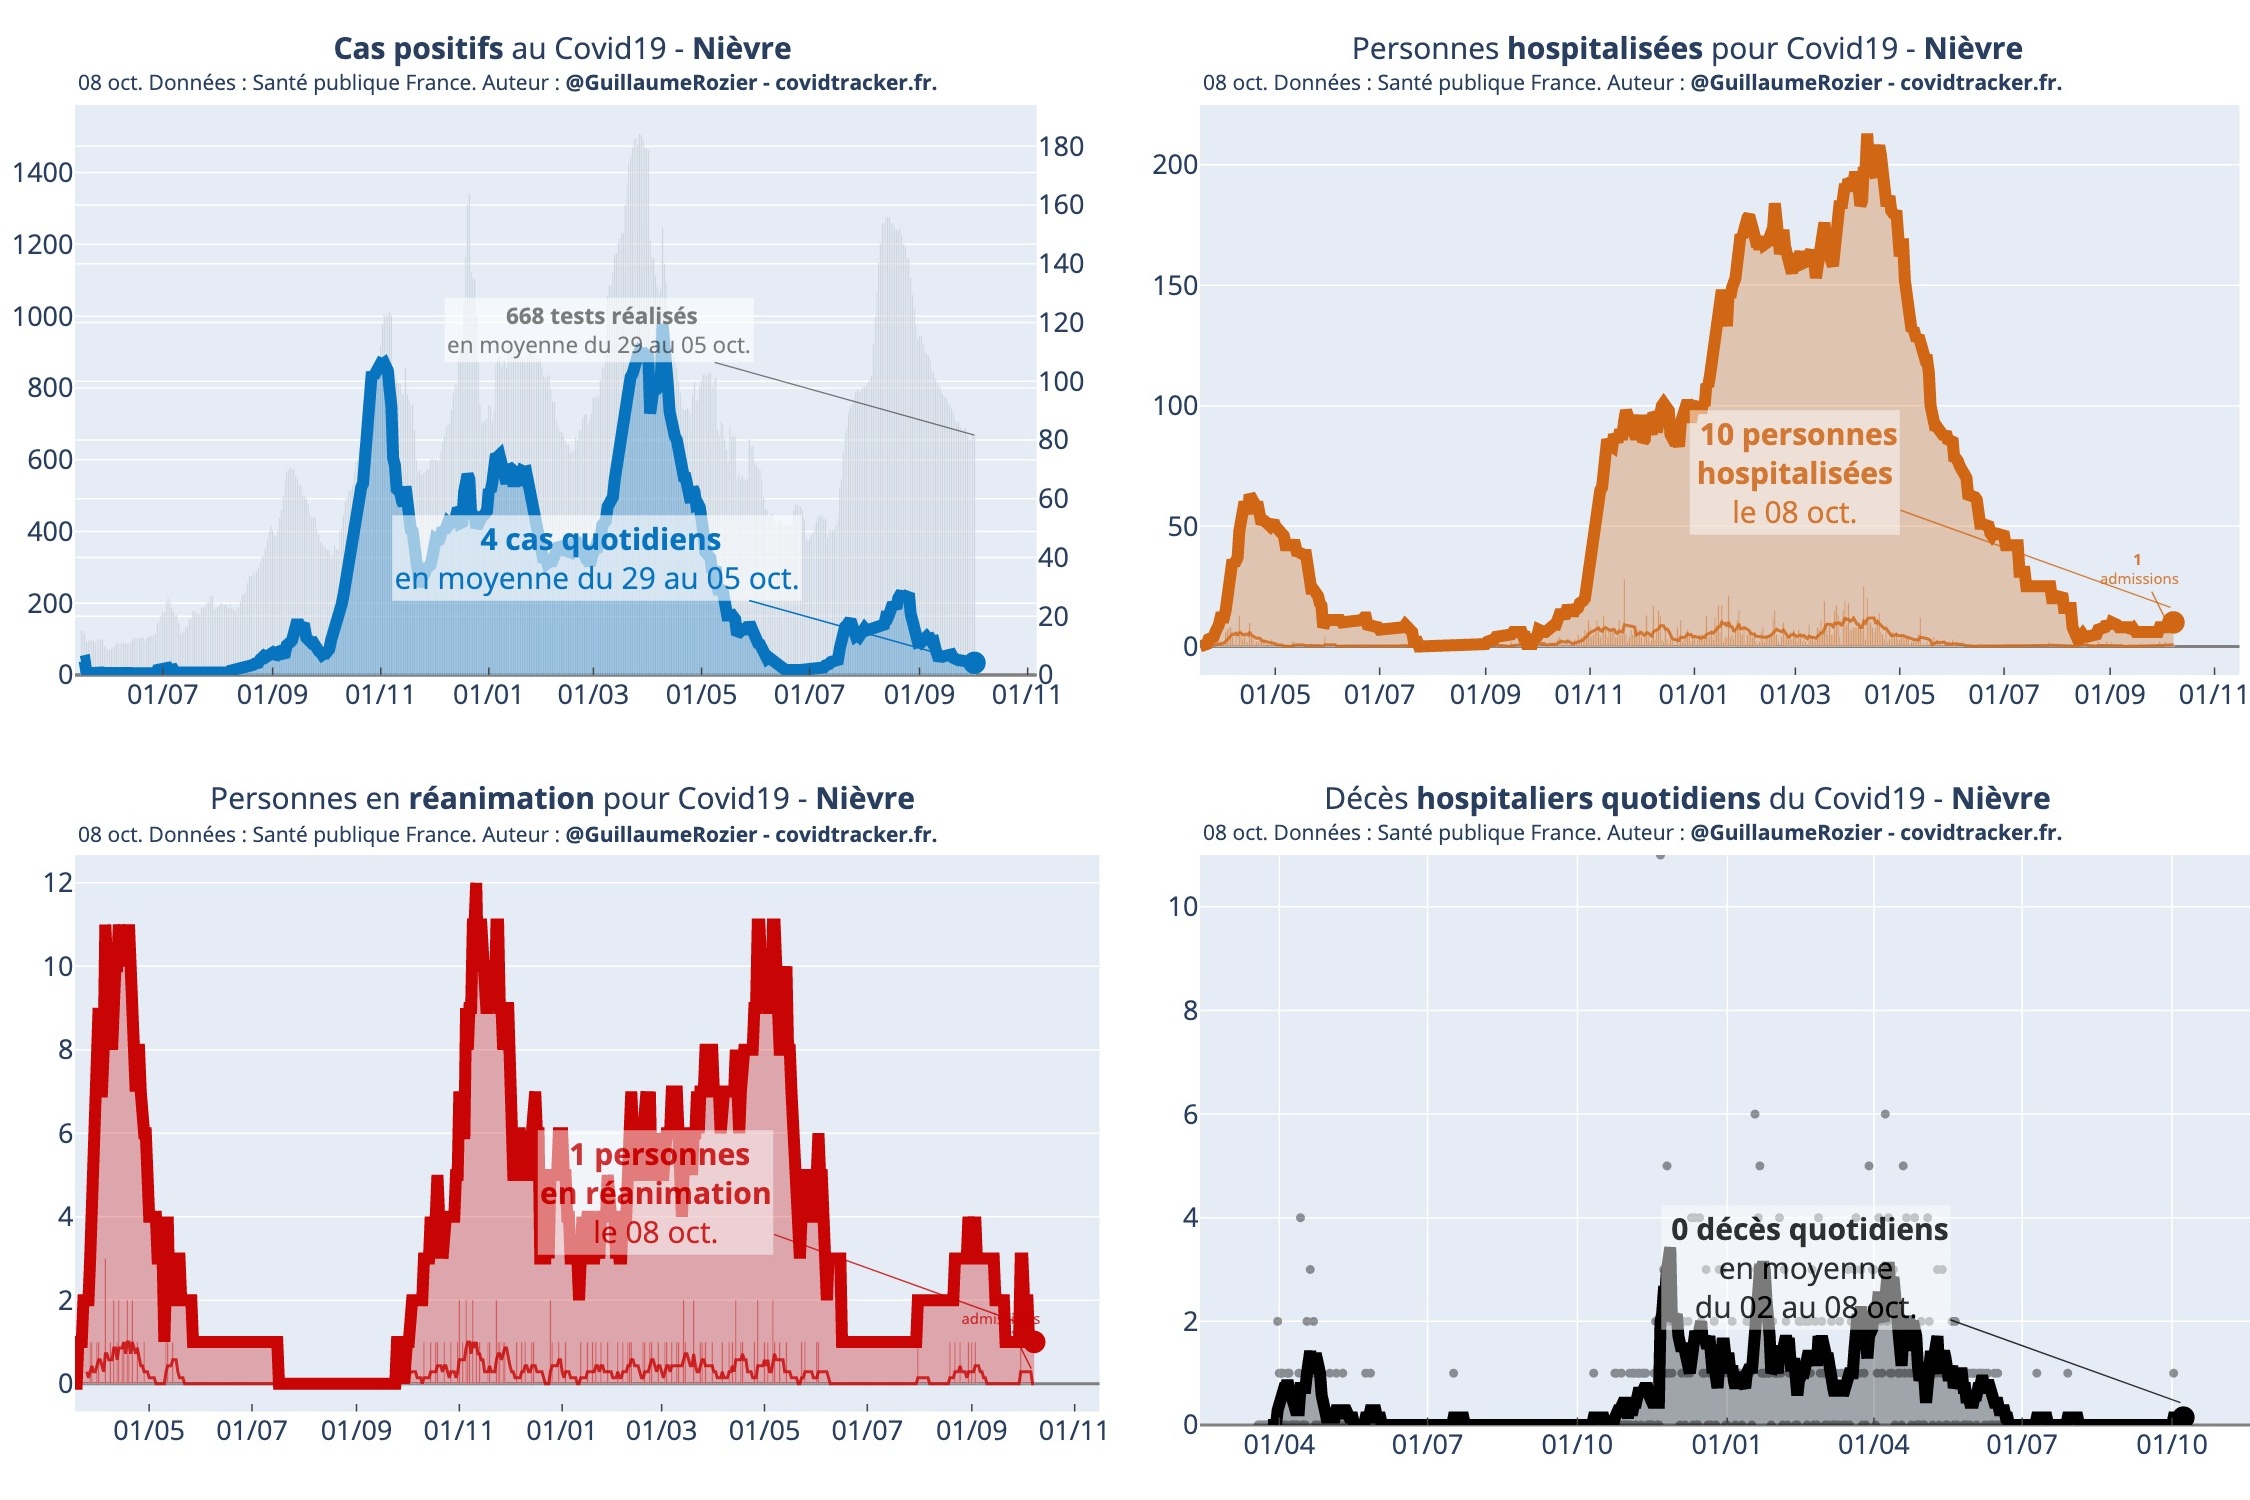 Cas positifs au Covid19 - Nièvre
08 oct. Données : Santé publique France. Auteur : @GuillaumeRozier - covidtracker.fr.
1400
1200
1000
800
600
400
200
0
180
160
140
120
100
80
60
40
20
0
668 tests réalisés
en moyenne du 29 au 05 oct.
4 cas quotidiens
en moyenne du 29 au 05 oct.
01/07 01/09 01/11 01/01 01/03 01/05 01/07 01/09 01/11
Personnes hospitalisées pour Covid19 - Nièvre
08 oct. Données : Santé publique France. Auteur : @GuillaumeRozier - covidtracker.fr.
200
150
100
50
0
10 personnes
hospitalisées
le 08 oct.
1
admissions
01/05 01/07 01/09 01/11 01/01 01/03 01/05 01/07 01/09 01/11
Personnes en réanimation pour Covid19 - Nièvre
08 oct. Données : Santé publique France. Auteur : @GuillaumeRozier - covidtracker.fr.
12
10
8
6
4
2
0
1 personnes
en réanimation
le 08 oct.
admissions
01/05 01/07 01/09 01/11 01/01 01/03 01/05 01/07 01/09 01/11
Décès hospitaliers quotidiens du Covid19 - Nièvre
08 oct. Données : Santé publique France. Auteur : @GuillaumeRozier - covidtracker.fr.
10
8
6
4
2
0
0 décès quotidiens
en moyenne
du 02 au 08 oct.
01/04 01/07 01/10 01/01 01/04 01/07 01/10